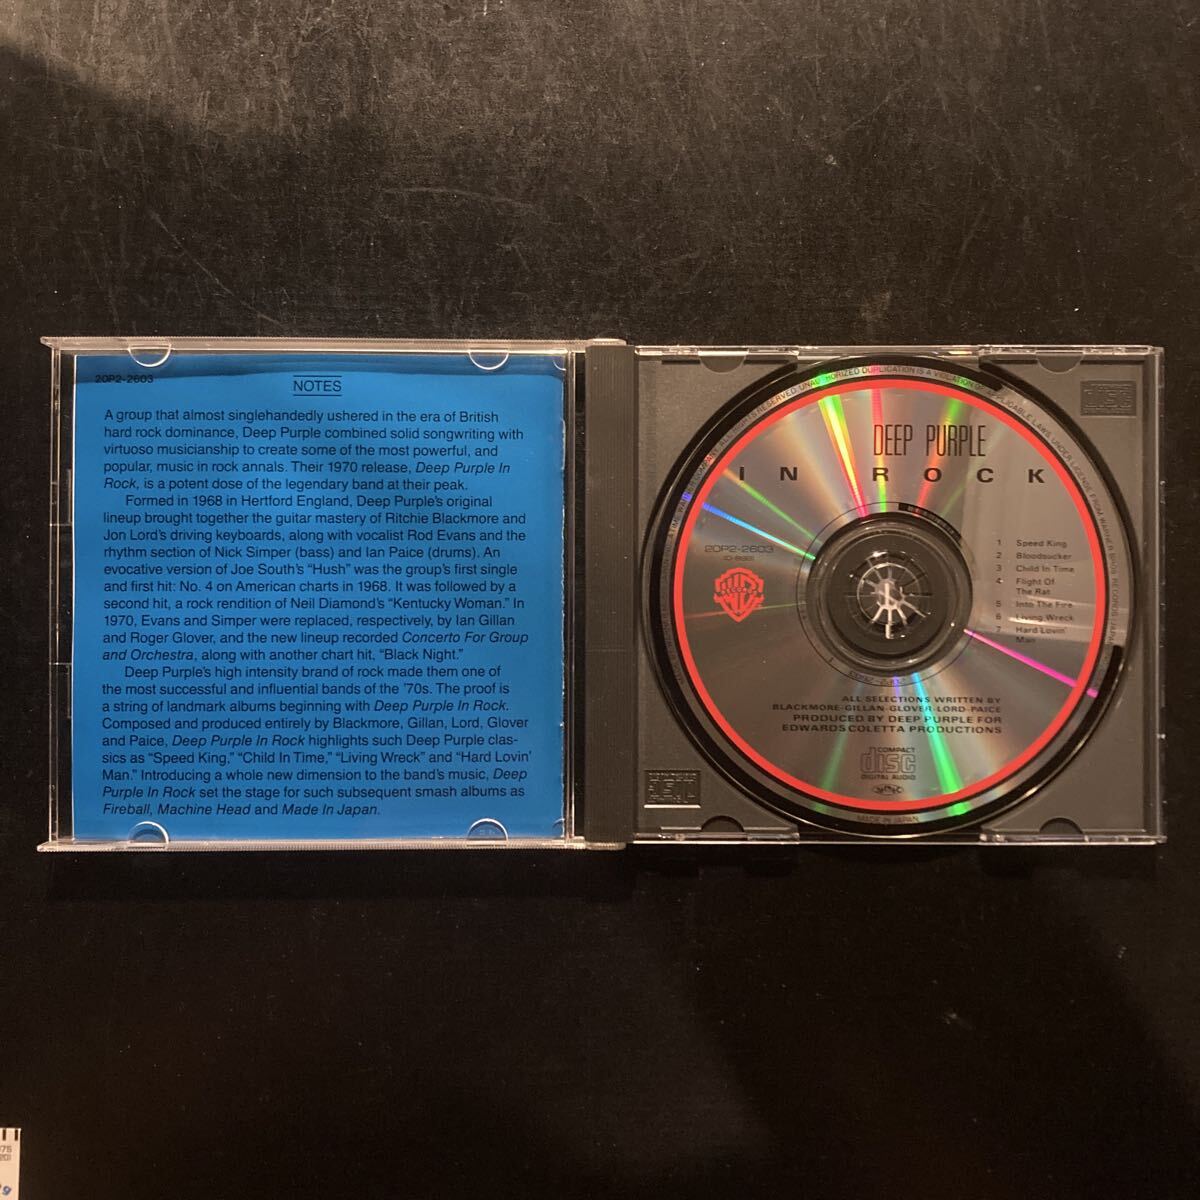 20P2-2603
NOTES
A group that almost singlehandedly ushered in the era of British
hard rock dominance, Deep Purple combined solid songwriting with
virtuoso musicianship to create some of the most powerful, and
popular, music in rock annals. Their 1970 release, Deep Purple In
Rock, is a potent dose of the legendary band at their peak.
Formed in 1968 in Hertford England, Deep Purple's original
lineup brought together the guitar mastery of Ritchie Blackmore and
Jon Lord's driving keyboards, along with vocalist Rod Evans and the
rhythm section of Nick Simper (bass) and Ian Paice (drums). An
evocative version of Joe South's "Hush" was the group's first single
and first hit: No. 4 on American charts in 1968. It was followed by a
second hit, a rock rendition of Neil Diamond's "Kentucky Woman." In
1970, Evans and Simper were replaced, respectively, by Ian Gillan
and Roger Glover, and the new lineup recorded Concerto For Group
and Orchestra, along with another chart hit, "Black Night."
Deep Purple's high intensity brand of rock made them one of
the most successful and influential bands of the '70s. The proof is
a string of landmark albums beginning with Deep Purple In Rock.
Composed and produced entirely by Blackmore, Gillan, Lord, Glover
and Paice, Deep Purple In Rock highlights such Deep Purple clas-
sics as "Speed King," "Child In Time," "Living Wreck" and "Hard Lovin'
Man." Introducing a whole new dimension to the band's music, Deep
Purple In Rock set the stage for such subsequent smash albums as
Fireball, Machine Head and Made In Japan.
DEEP PURPLE
IN ROCK
20P2-2603
1 Speed King
2 Bloodsucker
3 Child In Time
4 Flight Of
The Rat
5 Into The Fire
6 Living Wreck
7 Hard Lovin'
Man
ALL SELECTIONS WRITTEN BY
BLACKMORE-GILLAN-GLOVER-LORD-PAICE
PRODUCED BY DEEP PURPLE FOR
EDWARDS COLETTA PRODUCTIONS
COMPACT
disc
DIGITAL AUDIO
MADE IN JAPAN